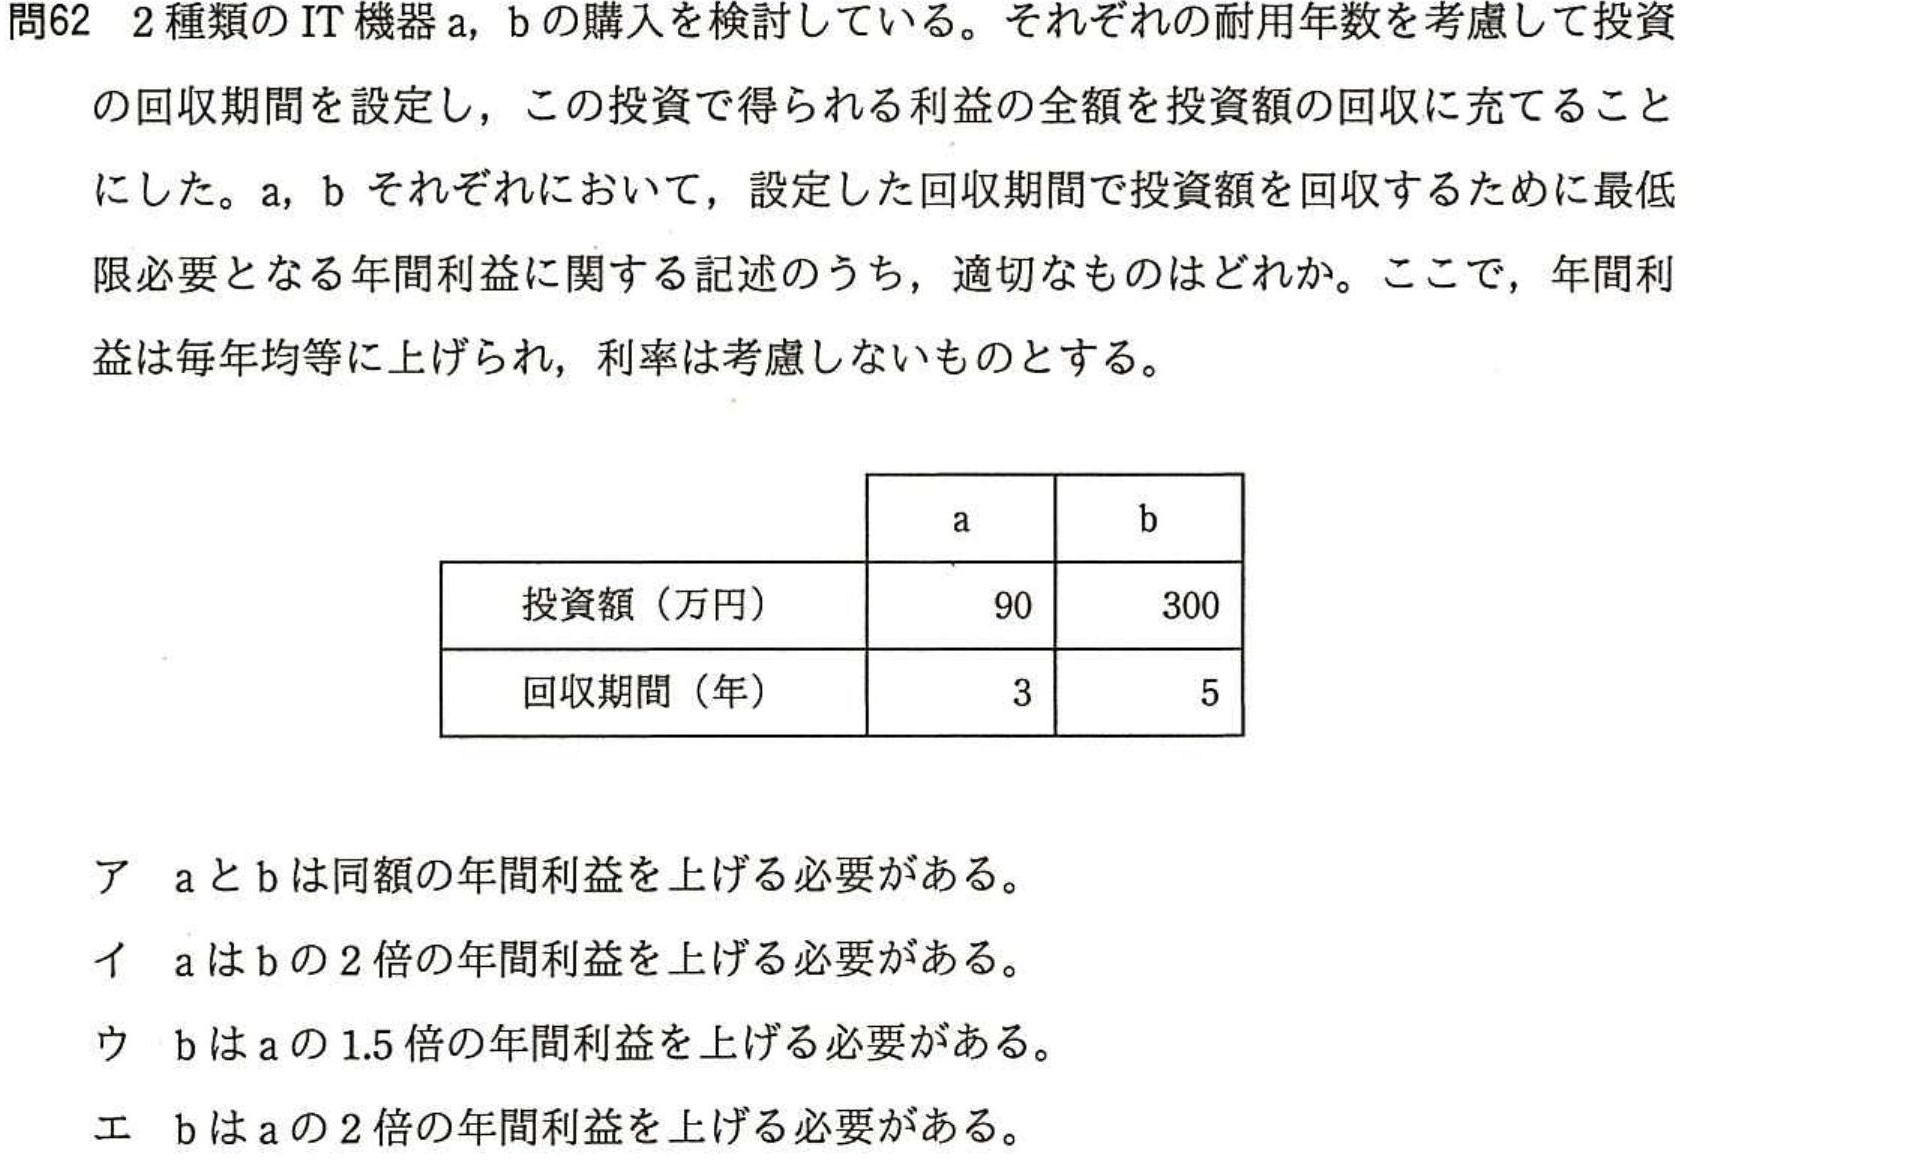 問62 2種類のIT機器a，bの購入を検討している。それぞれの耐用年数を考慮して投資
の回収期間を設定し，この投資で得られる利益の全額を投資額の回収に充てること
にした。a，b それぞれにおいて，設定した回収期間で投資額を回収するために最低
限必要となる年間利益に関する記述のうち，適切なものはどれか。ここで，年間利
益は毎年均等に上げられ，利率は考慮しないものとする。
a b
投資額（万円） 90 300
回収期間（年） 3 5
ア aとbは同額の年間利益を上げる必要がある。
イ aはbの2倍の年間利益を上げる必要がある。
ウ bはaの1.5倍の年間利益を上げる必要がある。
エ bはaの2倍の年間利益を上げる必要がある。